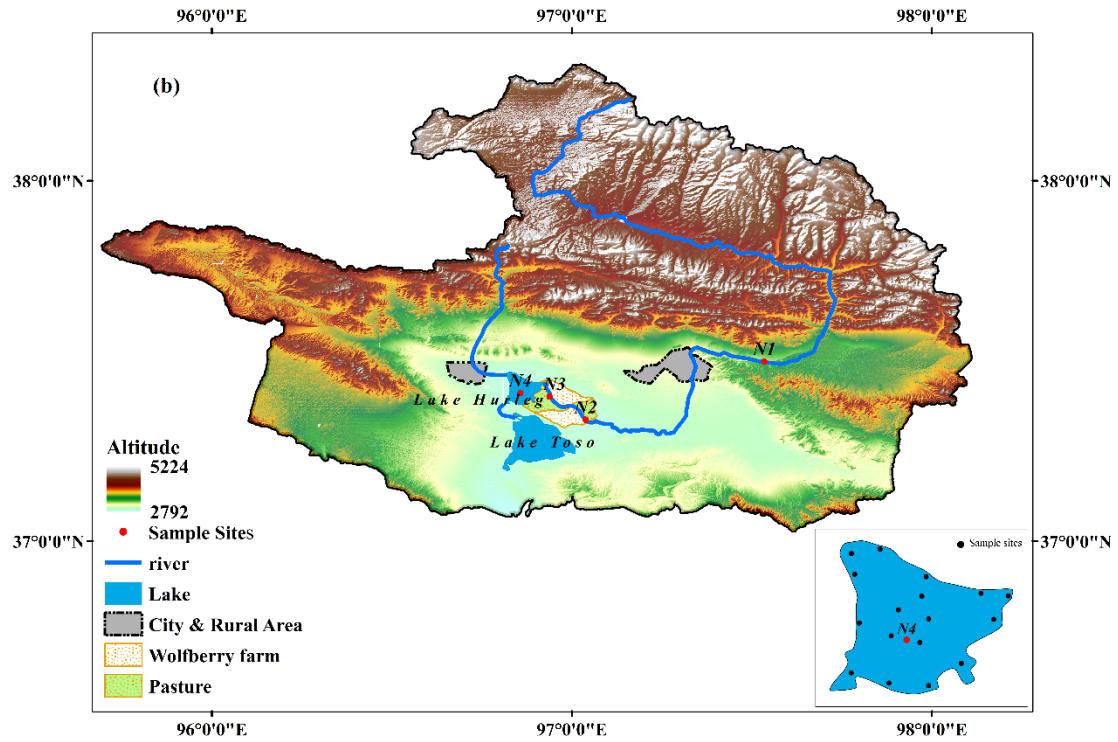 96°0'0"E 97°0'0"E 98°0'0"E
(b)
38°0'0"N 38°0'0"N
N1
N4 N3
Lake Hurleg
N2
Lake Toso
Altitude
5224
2792
Sample Sites
37°0'0"N 37°0'0"N
river
Lake
City & Rural Area
Wolfberry farm
Pasture
Sample sites
N4
96°0'0"E 97°0'0"E 98°0'0"E